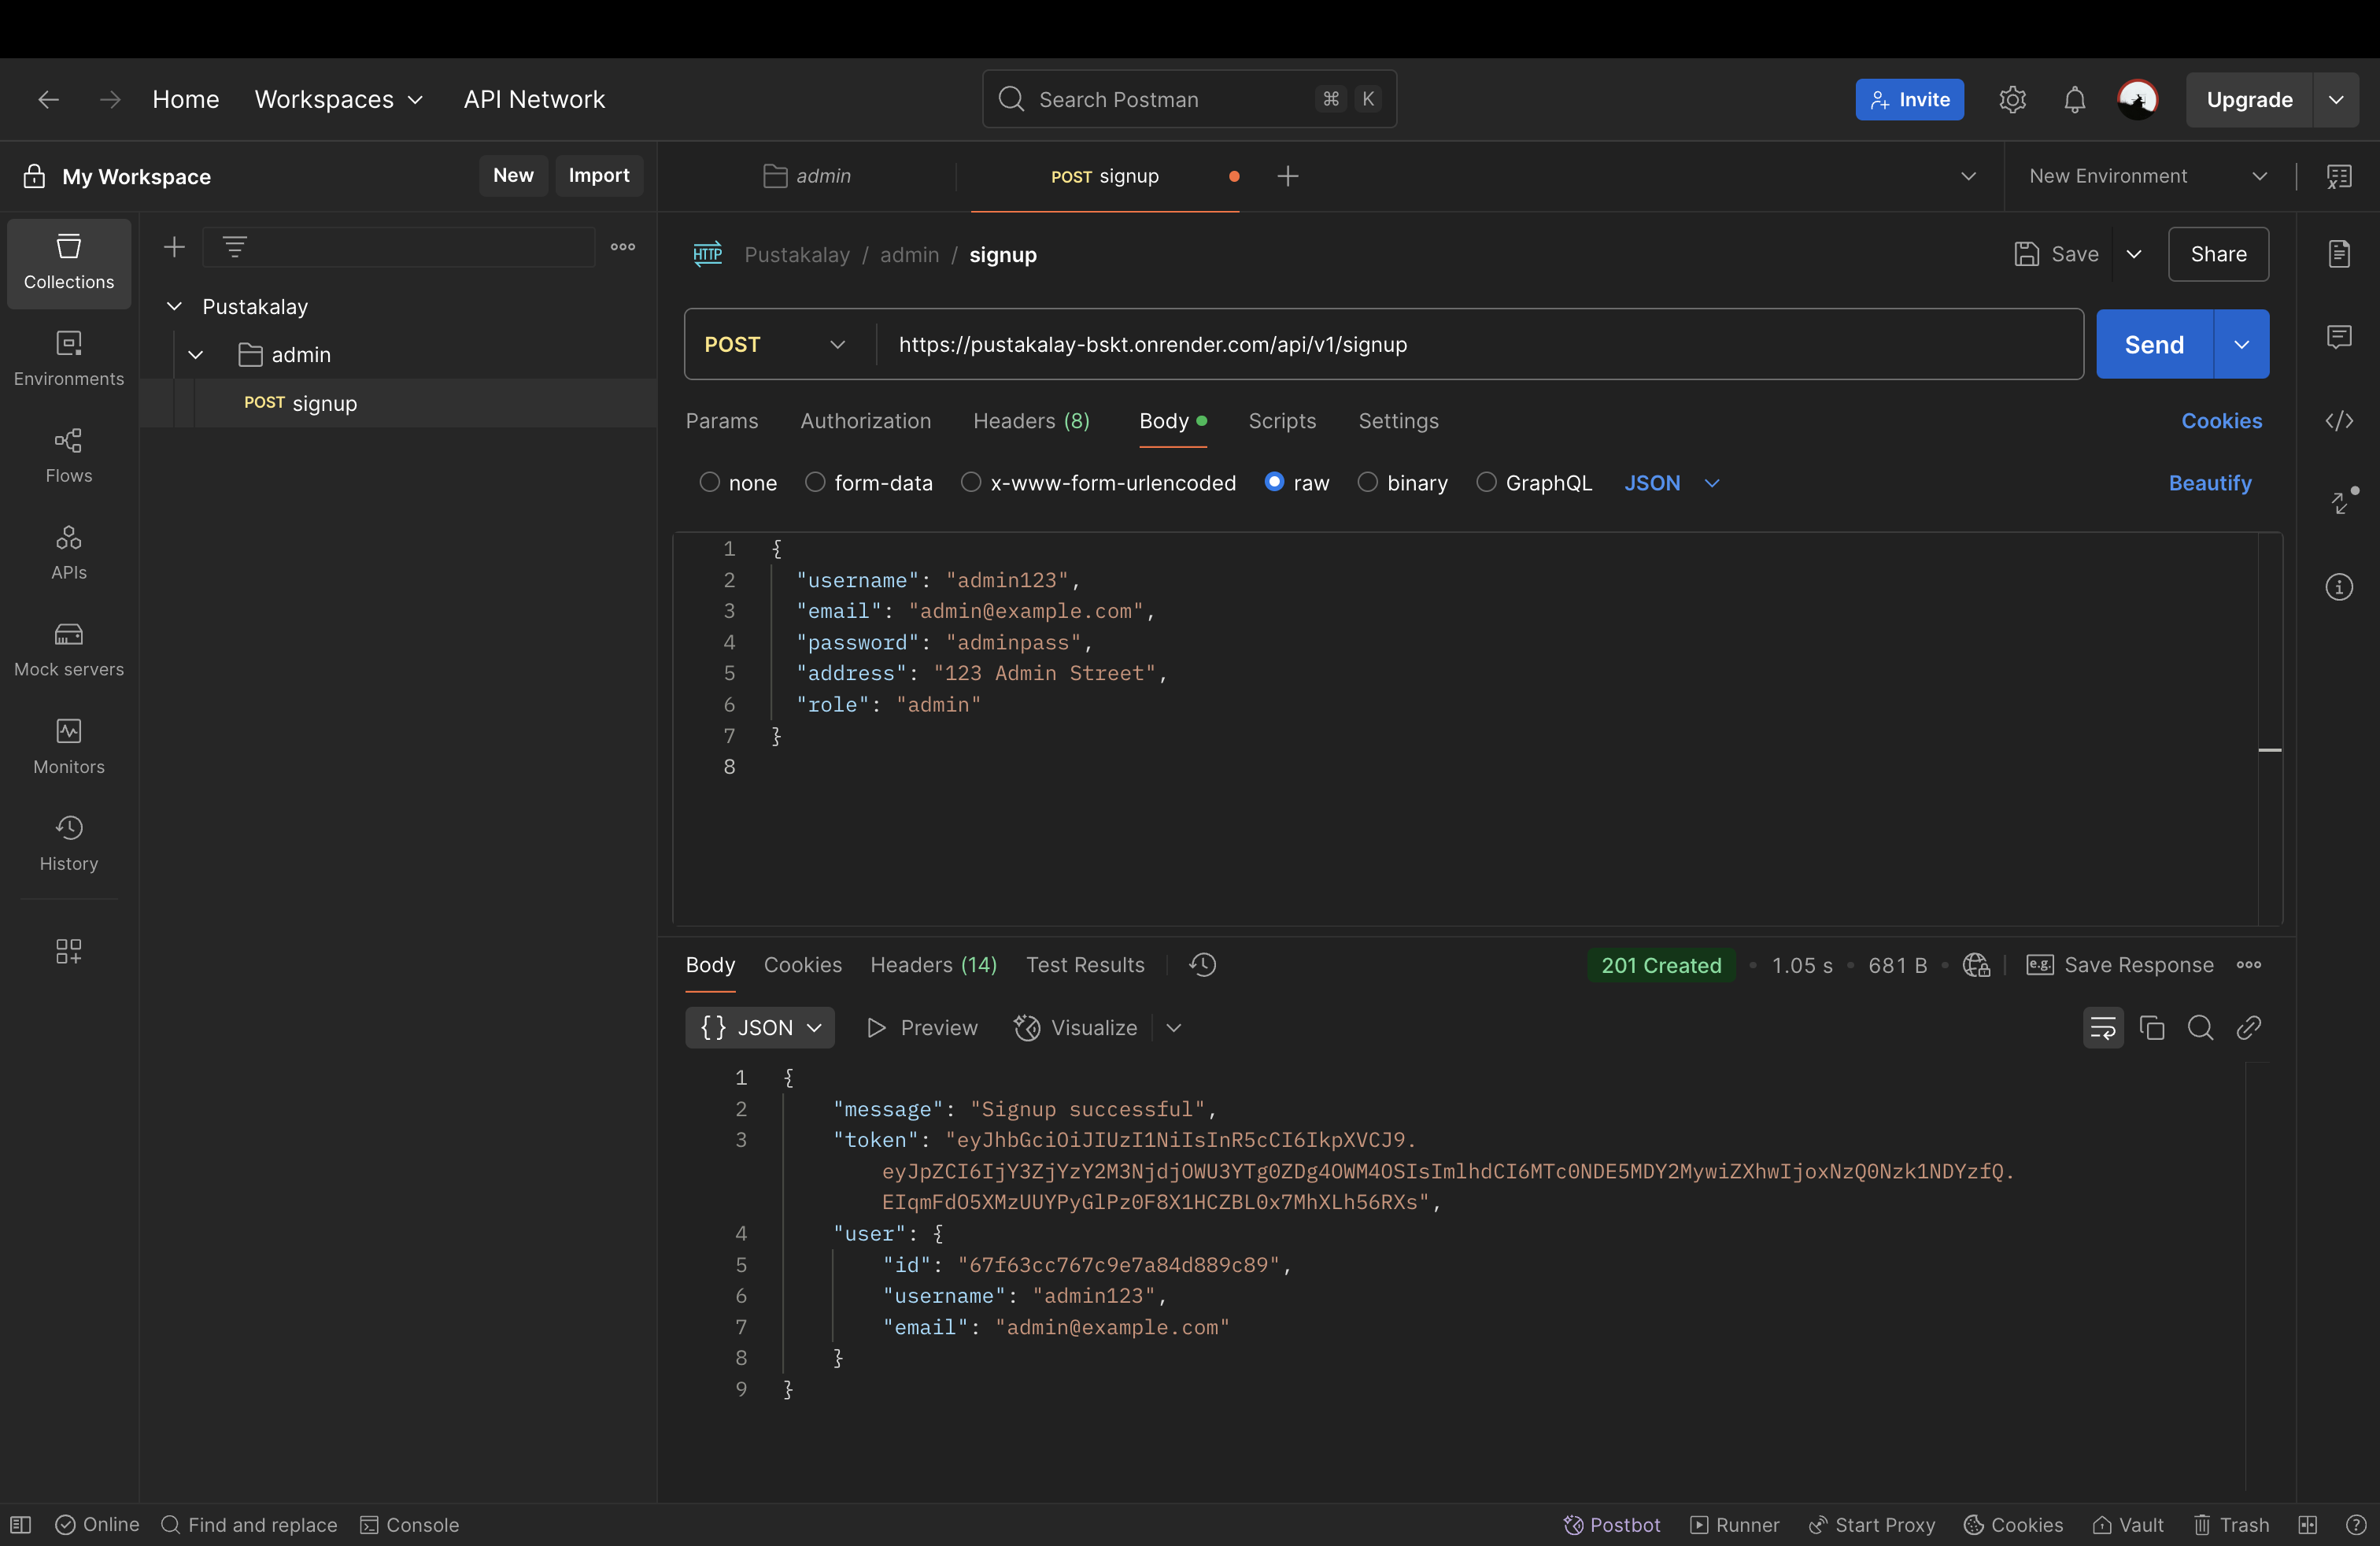 Home Workspaces API Network
Search Postman ⌘ K
Invite
Upgrade
My Workspace New Import
admin
POST signup
New Environment
Collections
Environments
Flows
APIs
Mock servers
Monitors
History
Pustakalay
admin
POST signup
HTTP Pustakalay / admin / signup
Save Share
POST https://pustakalay-bskt.onrender.com/api/v1/signup Send
Params Authorization Headers (8) Body Scripts Settings Cookies
none form-data x-www-form-urlencoded raw binary GraphQL JSON Beautify
1 {
2 "username": "admin123",
3 "email": "admin@example.com",
4 "password": "adminpass",
5 "address": "123 Admin Street",
6 "role": "admin"
7 }
8
Body Cookies Headers (14) Test Results 201 Created • 1.05 s • 681 B • e.g. Save Response
{} JSON Preview Visualize
1 {
2 "message": "Signup successful",
3 "token": "eyJhbGciOiJIUzI1NiIsInR5cCI6IkpXVCJ9.
eyJpZCI6IjY3ZjYzY2M3NjdjOWU3YTg0ZDg4OWM4OSIsImlhdCI6MTc0NDE5MDY2MywiZXhwIjoxNzQ0Nzk1NDYzfQ.
EIqmFdO5XMzUUYPyGlPz0F8X1HCZBL0x7MhXLh56RXs",
4 "user": {
5 "id": "67f63cc767c9e7a84d889c89",
6 "username": "admin123",
7 "email": "admin@example.com"
8 }
9 }
Online Find and replace Console Postbot Runner Start Proxy Cookies Vault Trash